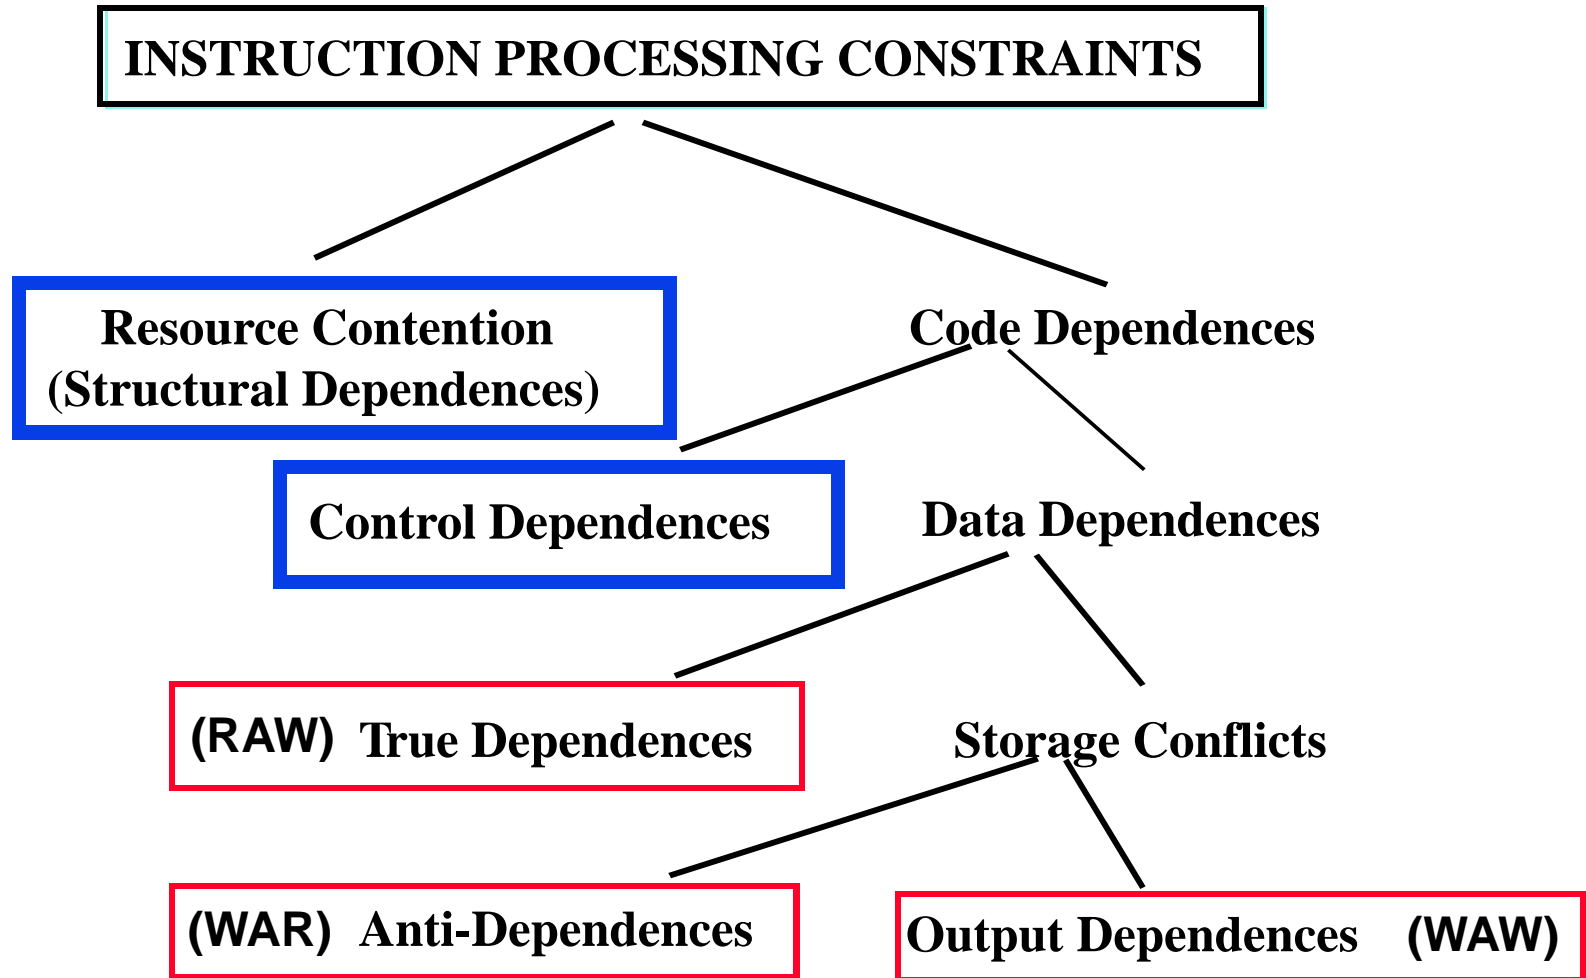 INSTRUCTION PROCESSING CONSTRAINTS
Resource Contention
(Structural Dependences)
Code Dependences
Control Dependences
Data Dependences
(RAW) True Dependences
Storage Conflicts
(WAR) Anti-Dependences
Output Dependences (WAW)